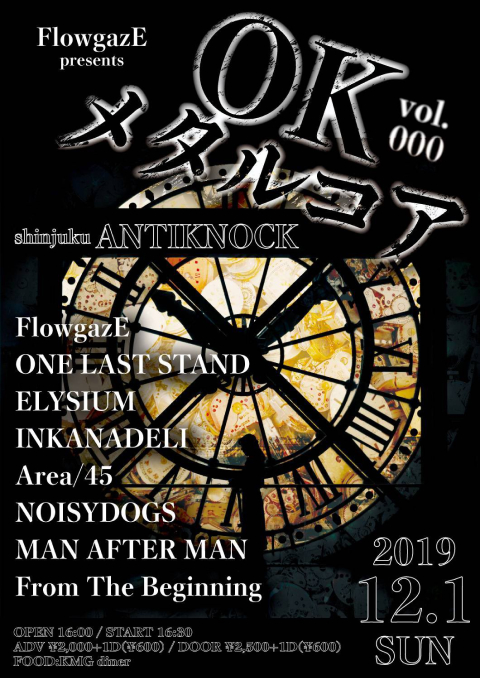 FlowgazE
presents
OK
メタルコア
vol.
000
shinjuku ANTIKNOCK
FlowgazE
ONE LAST STAND
ELYSIUM
INKANADELI
Area/45
NOISYDOGS
MAN AFTER MAN
From The Beginning
2019
12.1
SUN
OPEN 16:00 / START 16:30
ADV ¥2,000+1D(¥600) / DOOR ¥2,500+1D(¥600)
FOOD:KMG diner